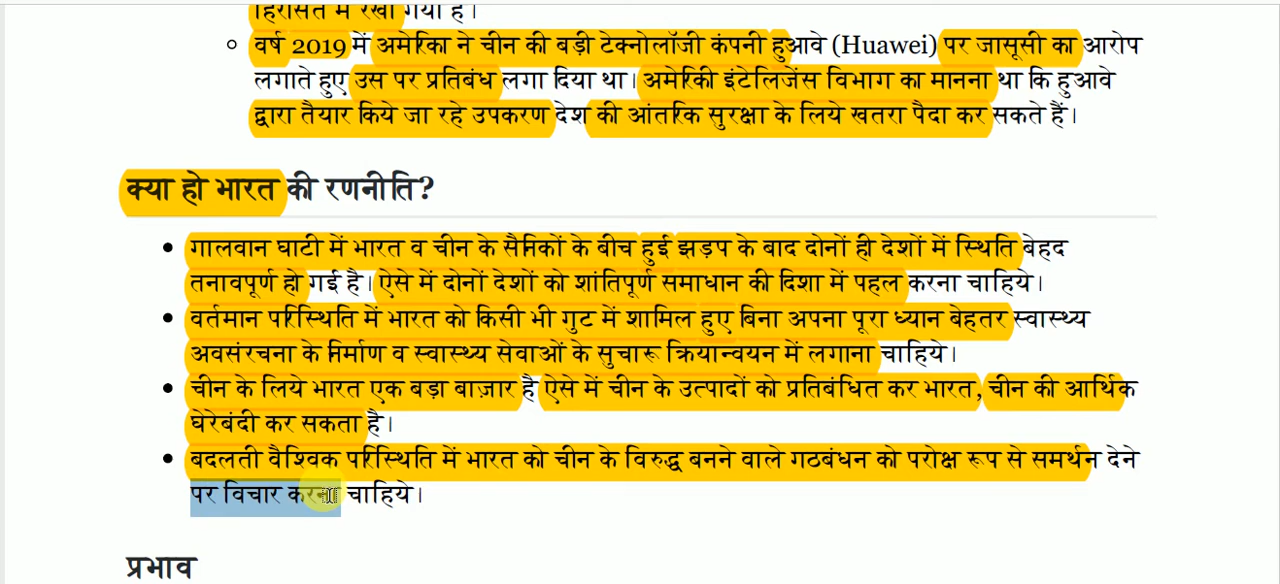 हिरासत में रखा गया है।
वर्ष 2019 में अमेरिका ने चीन की बड़ी टेक्नोलॉजी कंपनी हुआवे (Huawei) पर जासूसी का आरोप
लगाते हुए उस पर प्रतिबंध लगा दिया था। अमेरिकी इंटेलिजेंस विभाग का मानना था कि हुआवे
द्वारा तैयार किये जा रहे उपकरण देश की आंतरिक सुरक्षा के लिये खतरा पैदा कर सकते हैं।
क्या हो भारत की रणनीति?
गालवान घाटी में भारत व चीन के सैनिकों के बीच हुई झड़प के बाद दोनों ही देशों में स्थिति बेहद
तनावपूर्ण हो गई है। ऐसे में दोनों देशों को शांतिपूर्ण समाधान की दिशा में पहल करना चाहिये।
वर्तमान परिस्थिति में भारत को किसी भी गुट में शामिल हुए बिना अपना पूरा ध्यान बेहतर स्वास्थ्य
अवसंरचना के निर्माण व स्वास्थ्य सेवाओं के सुचारू क्रियान्वयन में लगाना चाहिये।
चीन के लिये भारत एक बड़ा बाज़ार है ऐसे में चीन के उत्पादों को प्रतिबंधित कर भारत, चीन की आर्थिक
घेरेबंदी कर सकता है।
बदलती वैश्विक परिस्थिति में भारत को चीन के विरुद्ध बनने वाले गठबंधन को परोक्ष रूप से समर्थन देने
पर विचार करना चाहिये।
प्रभाव